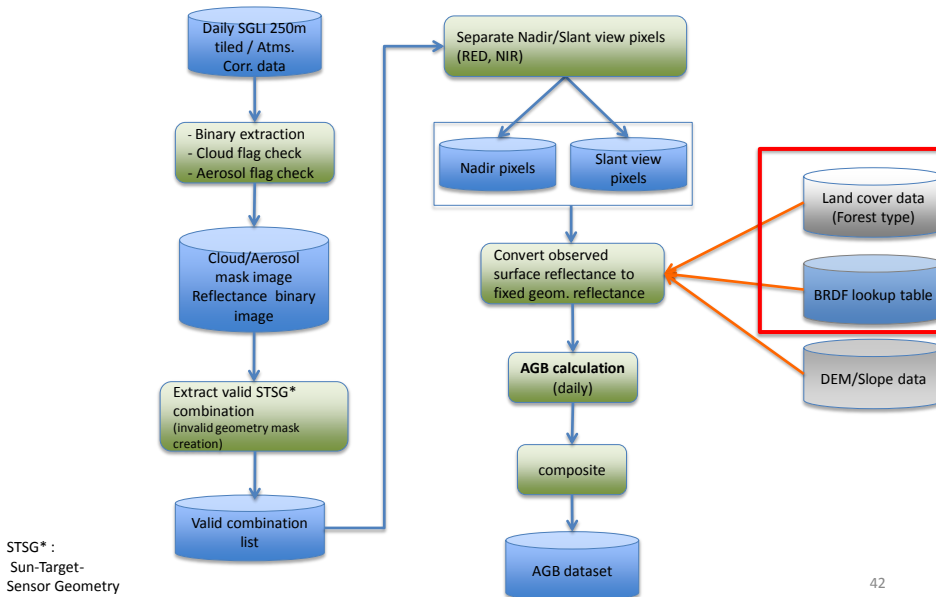 Daily SGLI 250m
tiled / Atms.
Corr. data
- Binary extraction
- Cloud flag check
- Aerosol flag check
Cloud/Aerosol
mask image
Reflectance binary
image
Extract valid STSG*
combination
(invalid geometry mask
creation)
Valid combination
list
STSG* :
Sun-Target-
Sensor Geometry
Separate Nadir/Slant view pixels
(RED, NIR)
Nadir pixels
Slant view
pixels
Convert observed
surface reflectance to
fixed geom. reflectance
AGB calculation
(daily)
composite
AGB dataset
Land cover data
(Forest type)
BRDF lookup table
DEM/Slope data
42